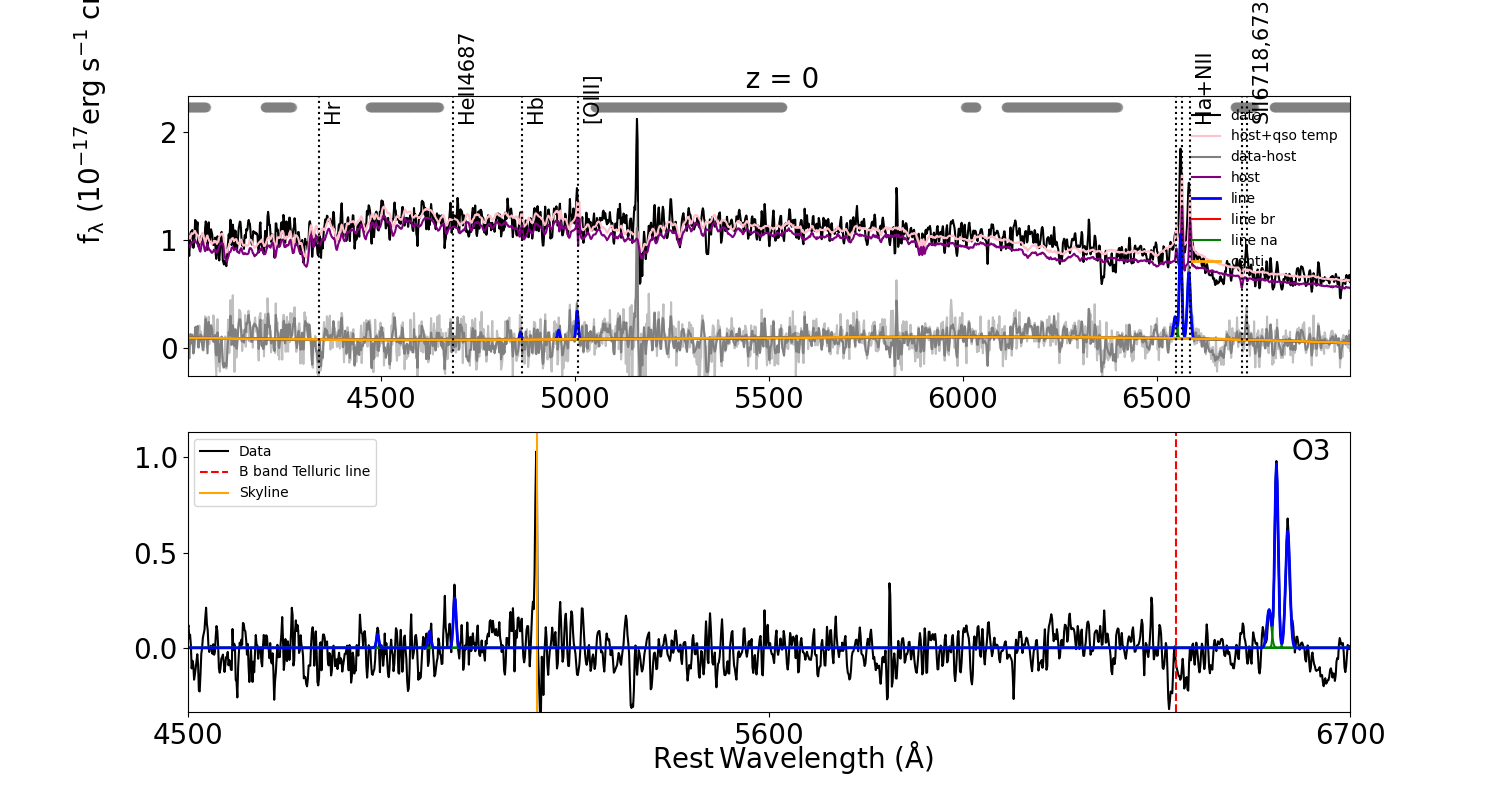 z = 0
Hr
HeII4687
Hb
[OIII]
Ha+NII
SII6718,673
f_λ (10^−17 erg s^−1 c
2
1
0
data
host+qso temp
data-host
host
line
line br
line na
conti
4500 5000 5500 6000 6500
1.0
0.5
0.0
Data
B band Telluric line
Skyline
O3
4500 5600 6700
Rest Wavelength (Å)